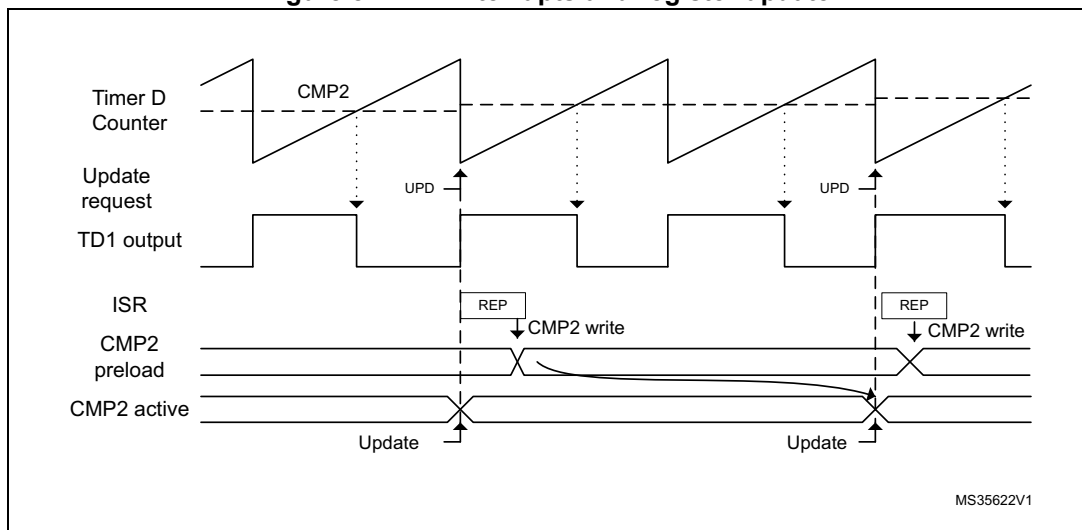 Timer D
Counter
CMP2
Update
request
UPD
UPD
TD1 output
ISR
REP
REP
CMP2 write
CMP2 write
CMP2
preload
CMP2 active
Update
Update
MS35622V1